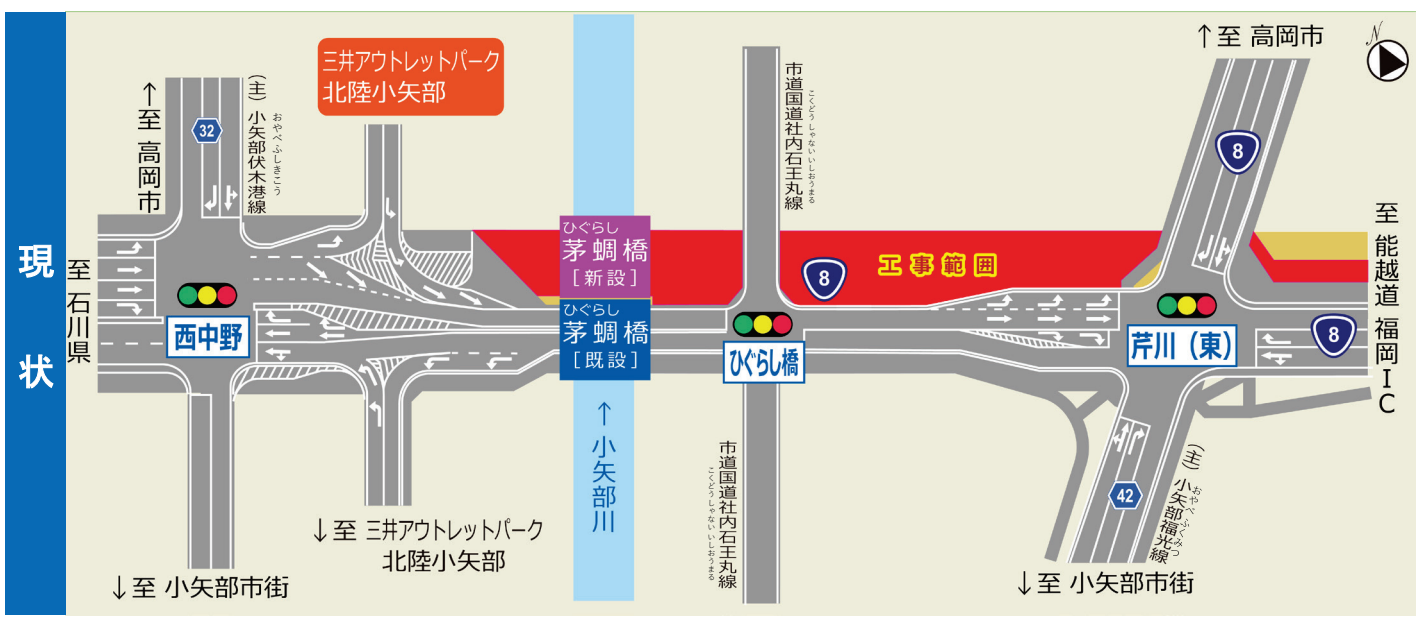 現状
↑至 高岡市
32
(主)小矢部伏木港線
おやべふしきこう
三井アウトレットパーク
北陸小矢部
市道国道社内石王丸線
こくどうしゃないいしおうまる
↑至 高岡市
N
8
至 石川県
西中野
ひぐらし
茅蜩橋
[新設]
ひぐらし
茅蜩橋
[既設]
8
工事範囲
ひぐらし橋
芹川(東)
8
至 能越道 福岡IC
↑小矢部川
↓至 小矢部市街
↓至 三井アウトレットパーク
北陸小矢部
市道国道社内石王丸線
こくどうしゃないいしおうまる
42
(主)小矢部福光線
おやべふくみつ
↓至 小矢部市街